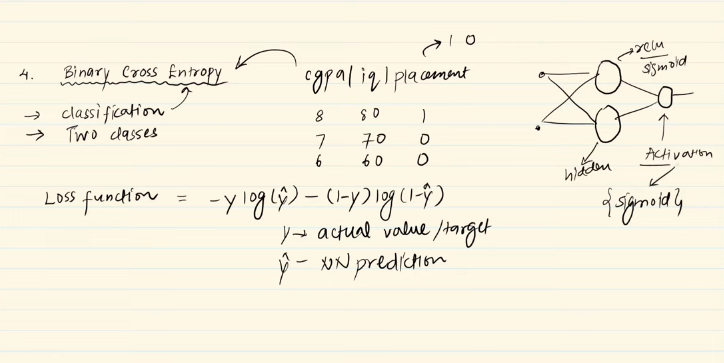 4. Binary Cross Entropy
→ classification
→ Two classes
cgpa | iq | placement
→ 1 0
8 80 1
7 70 0
6 60 0
relu
sigmoid
hidden
Activation
{sigmoid}
Loss function = -y log(ŷ) - (1-y) log(1-ŷ)
y → actual value/target
ŷ - NN prediction